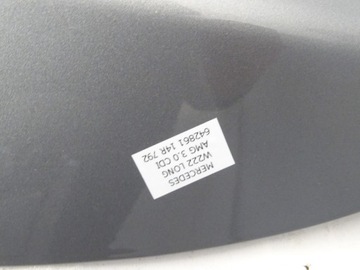 MERCEDES
W222 LONG
AMG 3.0 CDI
642861 14R 792